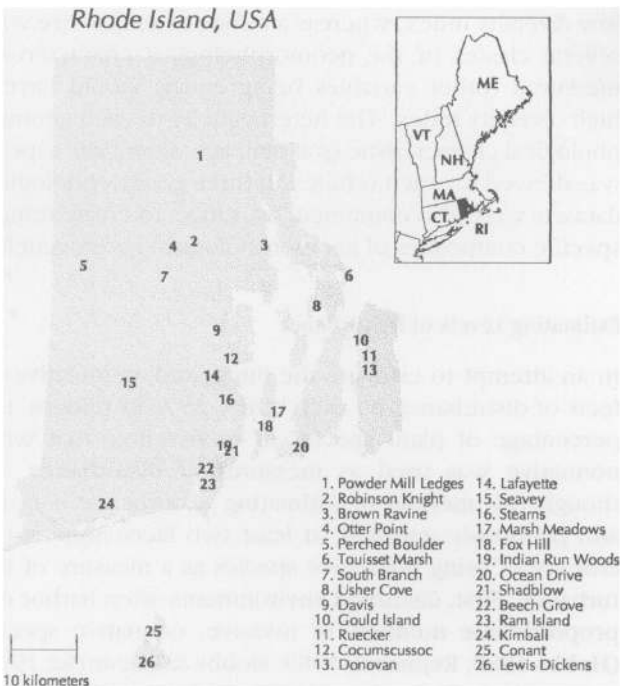 Rhode Island, USA
ME
VT
NH
MA
CT
RI
1
2
4
3
5
7
6
8
9
10
12
11
13
14
15
16
17
18
19
21
20
22
23
24
25
26
10 kilometers
1. Powder Mill Ledges
2. Robinson Knight
3. Brown Ravine
4. Otter Point
5. Perched Boulder
6. Touisset Marsh
7. South Branch
8. Usher Cove
9. Davis
10. Gould Island
11. Ruecker
12. Cocumscussoc
13. Donovan
14. Lafayette
15. Seavey
16. Stearns
17. Marsh Meadows
18. Fox Hill
19. Indian Run Woods
20. Ocean Drive
21. Shadblow
22. Beech Grove
23. Ram Island
24. Kimball
25. Conant
26. Lewis Dickens